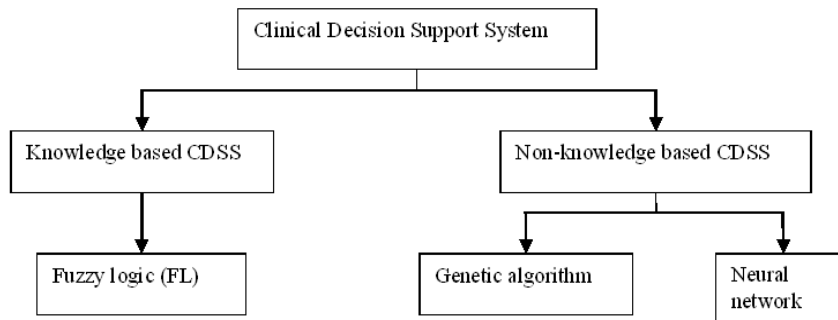 Clinical Decision Support System
Knowledge based CDSS
Non-knowledge based CDSS
Fuzzy logic (FL)
Genetic algorithm
Neural
network